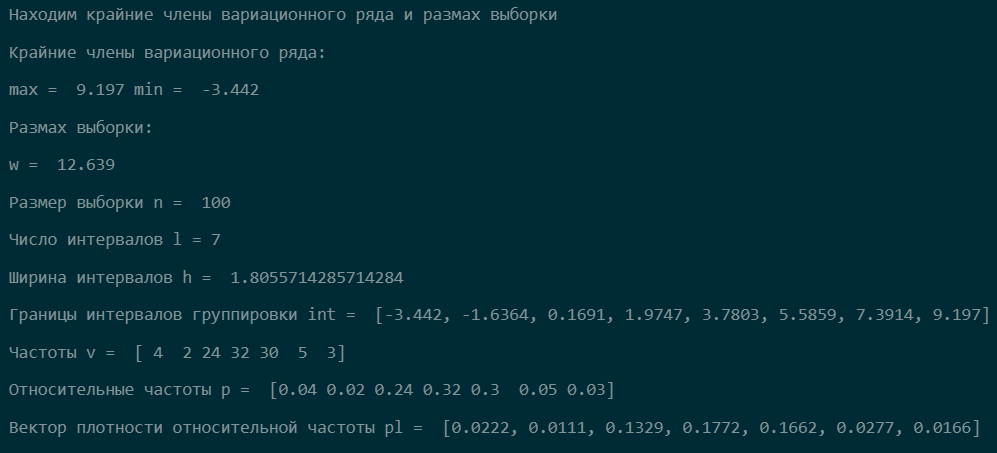 Находим крайние члены вариационного ряда и размах выборки
Крайние члены вариационного ряда:
max =  9.197 min =  -3.442
Размах выборки:
w =  12.639
Размер выборки n =  100
Число интервалов l = 7
Ширина интервалов h =  1.8055714285714284
Границы интервалов группировки int =  [-3.442, -1.6364, 0.1691, 1.9747, 3.7803, 5.5859, 7.3914, 9.197]
Частоты v =  [ 4  2 24 32 30  5  3]
Относительные частоты p =  [0.04 0.02 0.24 0.32 0.3  0.05 0.03]
Вектор плотности относительной частоты pl =  [0.0222, 0.0111, 0.1329, 0.1772, 0.1662, 0.0277, 0.0166]